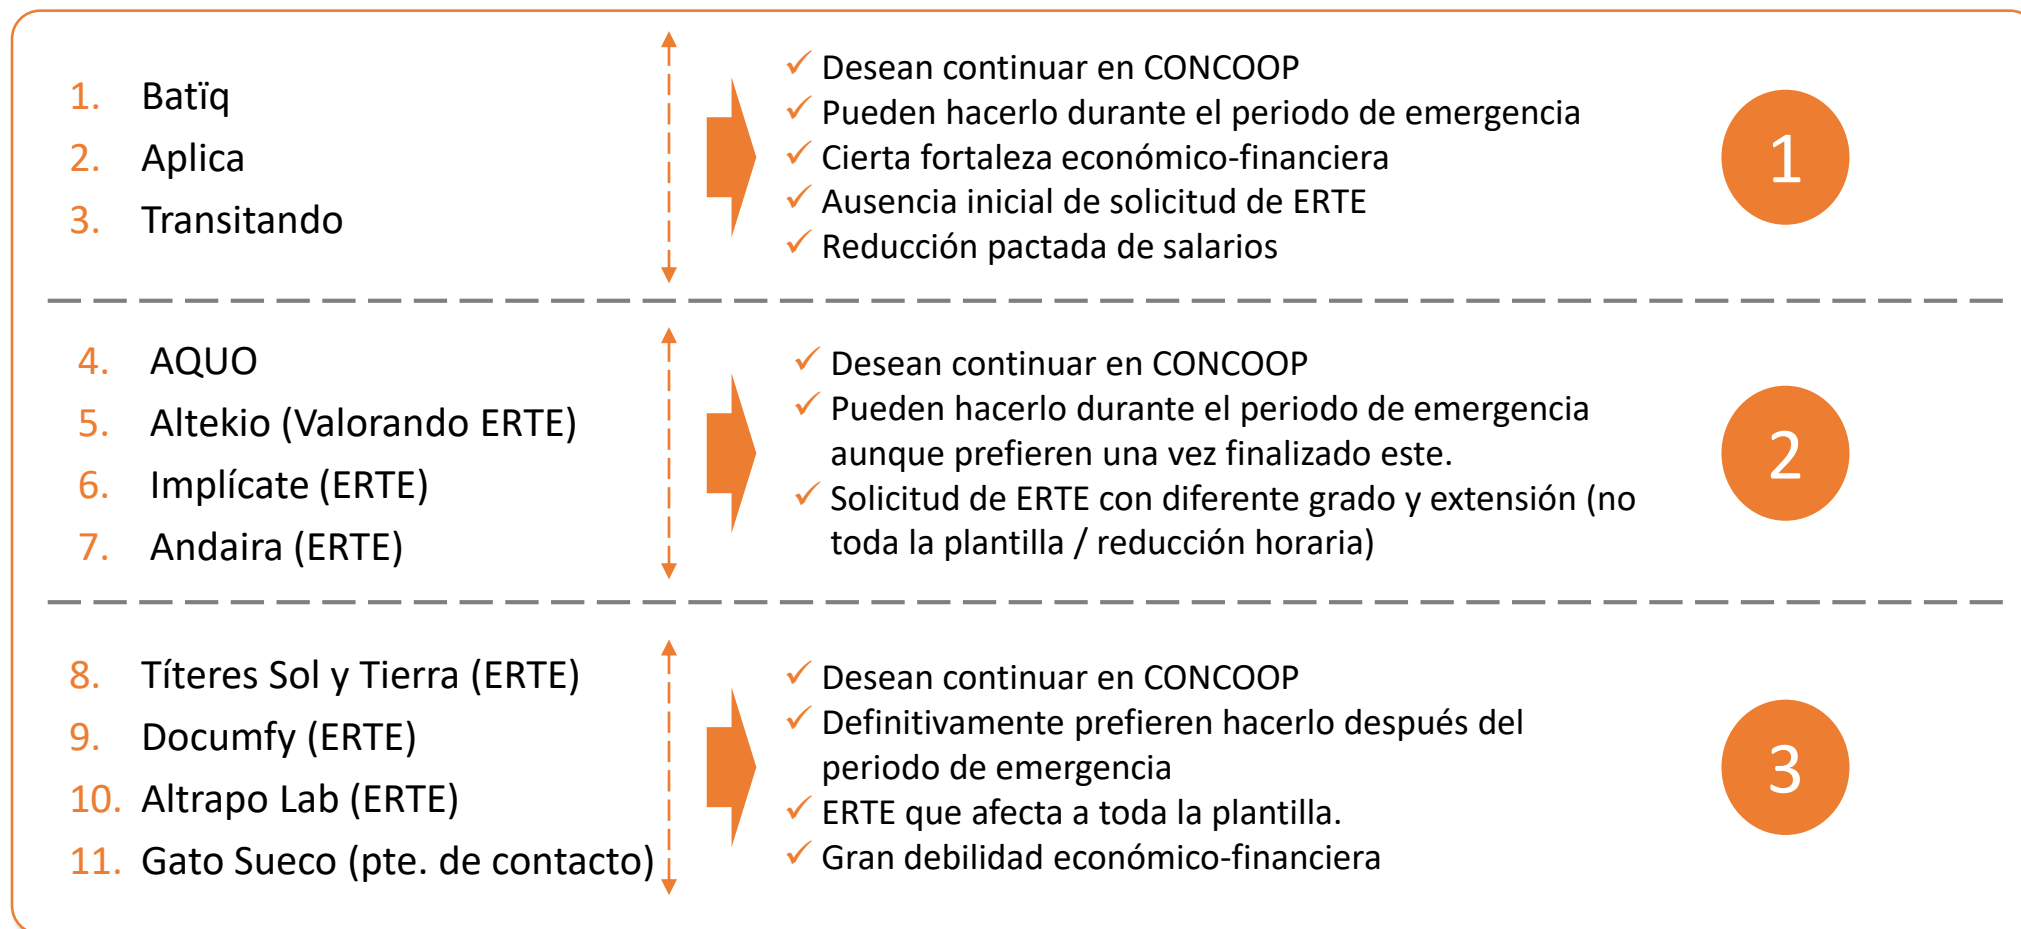 1. Batïq
2. Aplica
3. Transitando
✓ Desean continuar en CONCOOP
✓ Pueden hacerlo durante el periodo de emergencia
✓ Cierta fortaleza económico-financiera
✓ Ausencia inicial de solicitud de ERTE
✓ Reducción pactada de salarios
1
4. AQUO
5. Altekio (Valorando ERTE)
6. Implícate (ERTE)
7. Andaira (ERTE)
✓ Desean continuar en CONCOOP
✓ Pueden hacerlo durante el periodo de emergencia
aunque prefieren una vez finalizado este.
✓ Solicitud de ERTE con diferente grado y extensión (no
toda la plantilla / reducción horaria)
2
8. Títeres Sol y Tierra (ERTE)
9. Documfy (ERTE)
10. Altrapo Lab (ERTE)
11. Gato Sueco (pte. de contacto)
✓ Desean continuar en CONCOOP
✓ Definitivamente prefieren hacerlo después del
periodo de emergencia
✓ ERTE que afecta a toda la plantilla.
✓ Gran debilidad económico-financiera
3